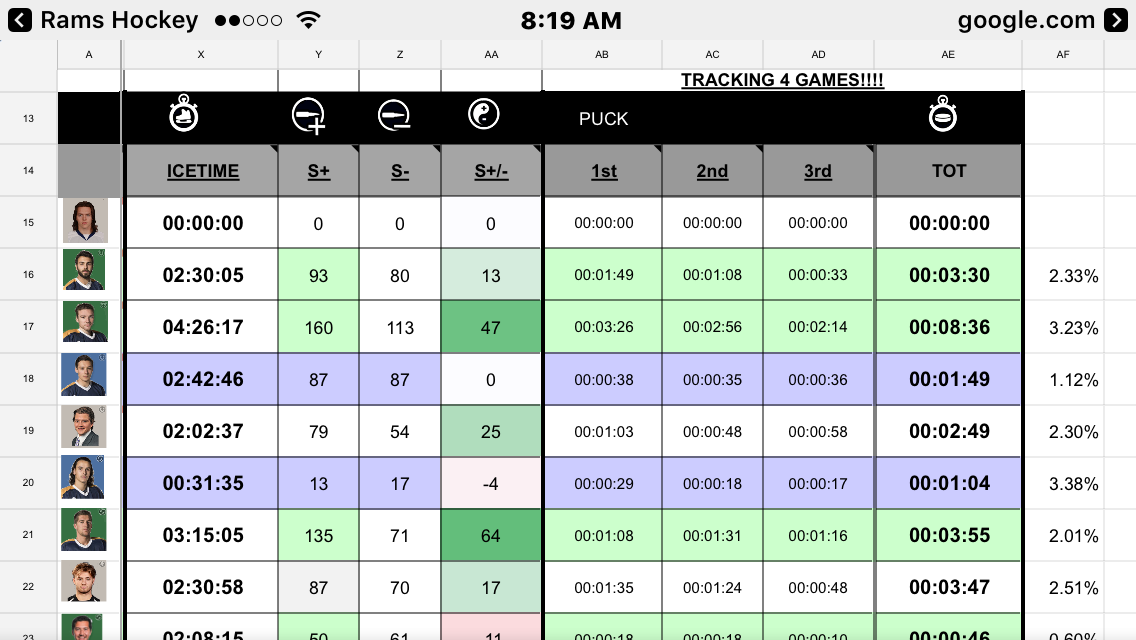 Rams Hockey 8:19 AM google.com
A X Y Z AA AB AC AD AE AF
TRACKING 4 GAMES!!!!
13 PUCK
14 ICETIME S+ S- S+/- 1st 2nd 3rd TOT
15 00:00:00 0 0 0 00:00:00 00:00:00 00:00:00 00:00:00
16 02:30:05 93 80 13 00:01:49 00:01:08 00:00:33 00:03:30 2.33%
17 04:26:17 160 113 47 00:03:26 00:02:56 00:02:14 00:08:36 3.23%
18 02:42:46 87 87 0 00:00:38 00:00:35 00:00:36 00:01:49 1.12%
19 02:02:37 79 54 25 00:01:03 00:00:48 00:00:58 00:02:49 2.30%
20 00:31:35 13 17 -4 00:00:29 00:00:18 00:00:17 00:01:04 3.38%
21 03:15:05 135 71 64 00:01:08 00:01:31 00:01:16 00:03:55 2.01%
22 02:30:58 87 70 17 00:01:35 00:01:24 00:00:48 00:03:47 2.51%
23 02:08:15 50 61 -11 00:00:18 00:00:18 00:00:10 00:00:46 0.60%